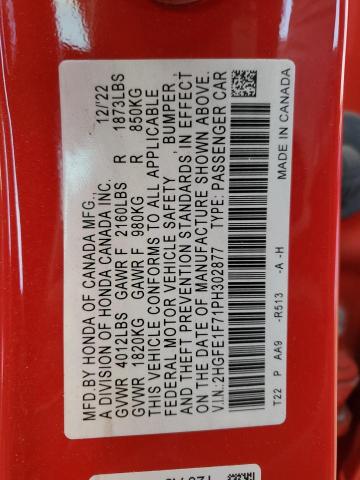 MFD.BY HONDA OF CANADA MFG., 12/'22
A DIVISION OF HONDA CANADA INC.
GVWR 4012LBS GAWR F 2160LBS R 1873LBS
GVWR 1820KG GAWR F 980KG R 850KG
THIS VEHICLE CONFORMS TO ALL APPLICABLE
FEDERAL MOTOR VEHICLE SAFETY, BUMPER,
AND THEFT PREVENTION STANDARDS IN EFFECT
ON THE DATE OF MANUFACTURE SHOWN ABOVE.
V.I.N.:2HGFE1F71PH302877 TYPE: PASSENGER CAR
T22 P AA9 -R513 -A -H MADE IN CANADA